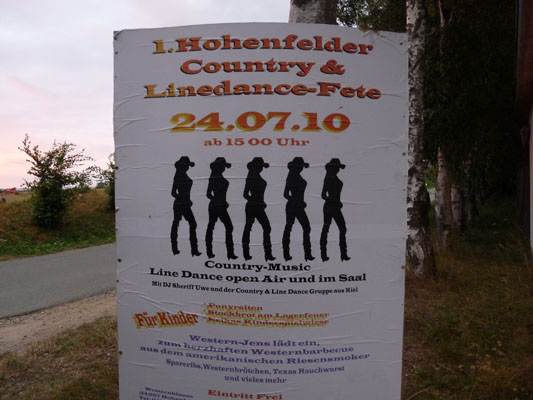 1.Hohenfelder
Country &
Linedance-Fete
24.07.10
ab 15 00 Uhr
Country-Music
Line Dance open Air und im Saal
Mit DJ Sheriff Uwe und der Country & Line Dance Gruppe aus Kiel
Für Kinder
Ponyreiten
Stockbrot am Lagerfeuer
Kinderspielwiese
Western-Jens lädt ein,
zum herzhaften Westernbarbecue
aus dem amerikanischen Riesensmoker
Spareribs, Westernbrötchen, Texas Rauchwurst
und vieles mehr
Eintritt Frei